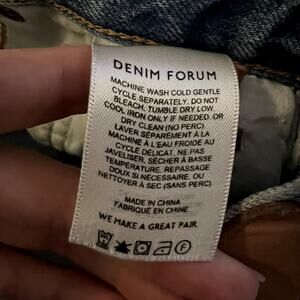 DENIM FORUM
MACHINE WASH COLD GENTLE
CYCLE SEPARATELY. DO NOT
BLEACH, TUMBLE DRY LOW.
COOL IRON ONLY IF NEEDED. OR
DRY CLEAN (NO PERC)
LAVER SÉPARÉMENT À LA
MACHINE À L'EAU FROIDE AU
CYCLE DÉLICAT. NE PAS
JAVELISER, SÉCHER À BASSE
TEMPÉRATURE. REPASSAGE
DOUX SI NÉCESSAIRE. OU
NETTOYER À SEC (SANS PERC).
MADE IN CHINA
FABRIQUÉ EN CHINE
WE MAKE A GREAT PAIR.